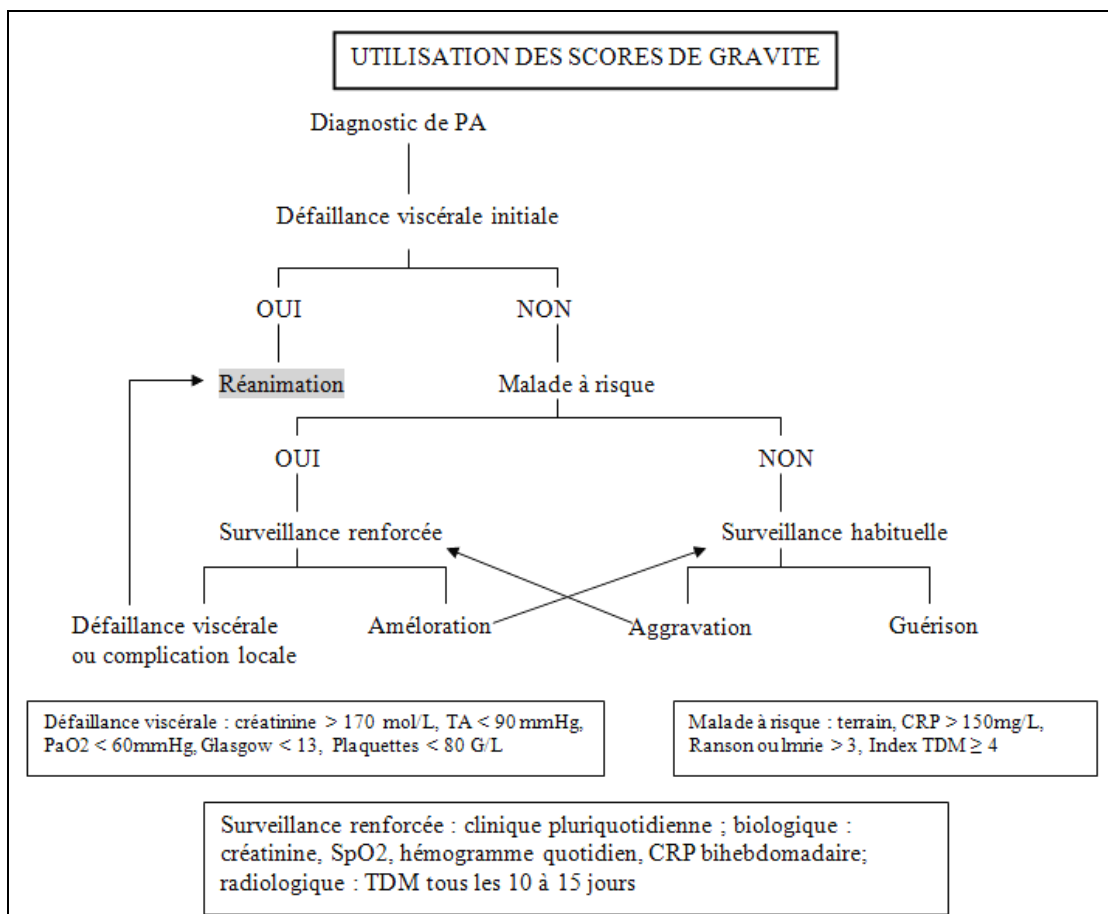 UTILISATION DES SCORES DE GRAVITE
Diagnostic de PA
Défaillance viscérale initiale
OUI
NON
Réanimation
Malade à risque
OUI
NON
Surveillance renforcée
Surveillance habituelle
Défaillance viscérale
ou complication locale
Améloration
Aggravation
Guérison
Défaillance viscérale : créatinine > 170 mol/L, TA < 90 mmHg,
PaO2 < 60mmHg, Glasgow < 13, Plaquettes < 80 G/L
Malade à risque : terrain, CRP > 150mg/L,
Ranson ou Imrie > 3, Index TDM ≥ 4
Surveillance renforcée : clinique pluriquotidienne ; biologique :
créatinine, SpO2, hémogramme quotidien, CRP bihebdomadaire;
radiologique : TDM tous les 10 à 15 jours